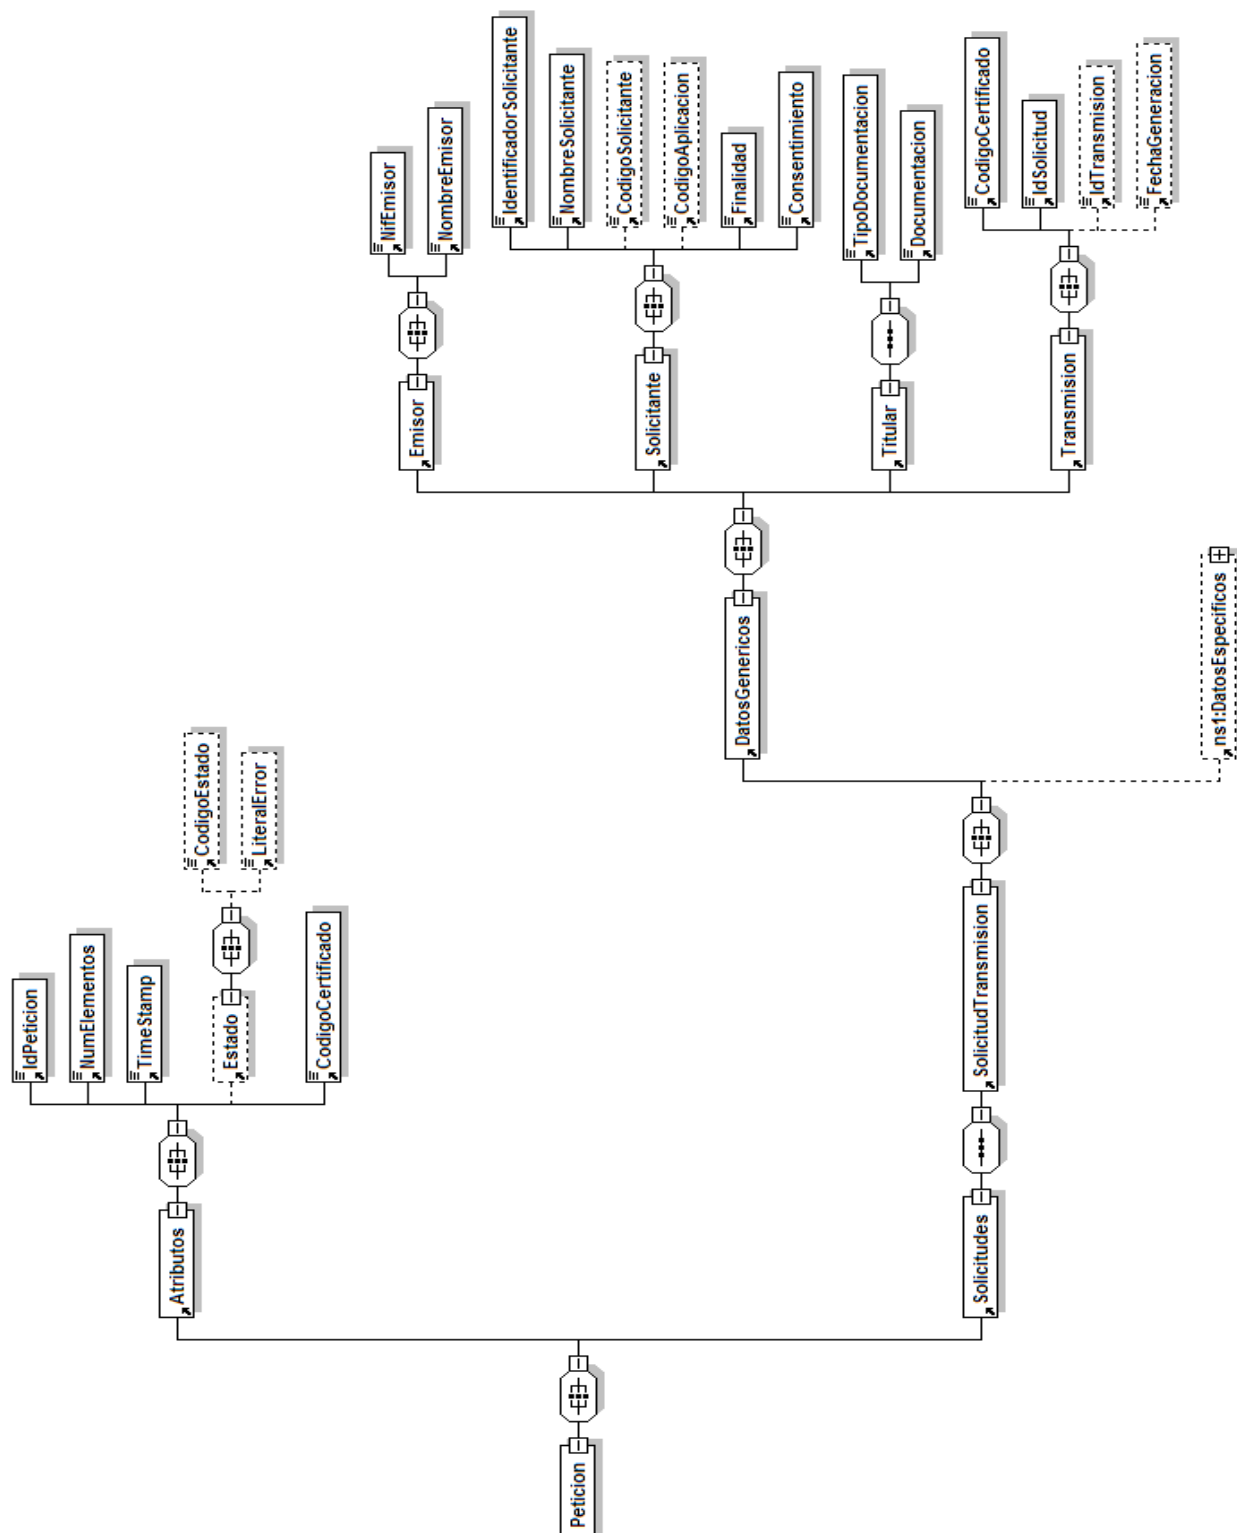 Peticion
Atributos
IdPeticion
NumElementos
TimeStamp
Estado
CodigoEstado
LiteralError
CodigoCertificado
Solicitudes
SolicitudTransmision
DatosGenericos
Emisor
NifEmisor
NombreEmisor
Solicitante
IdentificadorSolicitante
NombreSolicitante
CodigoSolicitante
CodigoAplicacion
Finalidad
Consentimiento
Titular
TipoDocumentacion
Documentacion
Transmision
CodigoCertificado
IdSolicitud
IdTransmision
FechaGeneracion
ns1:DatosEspecificos